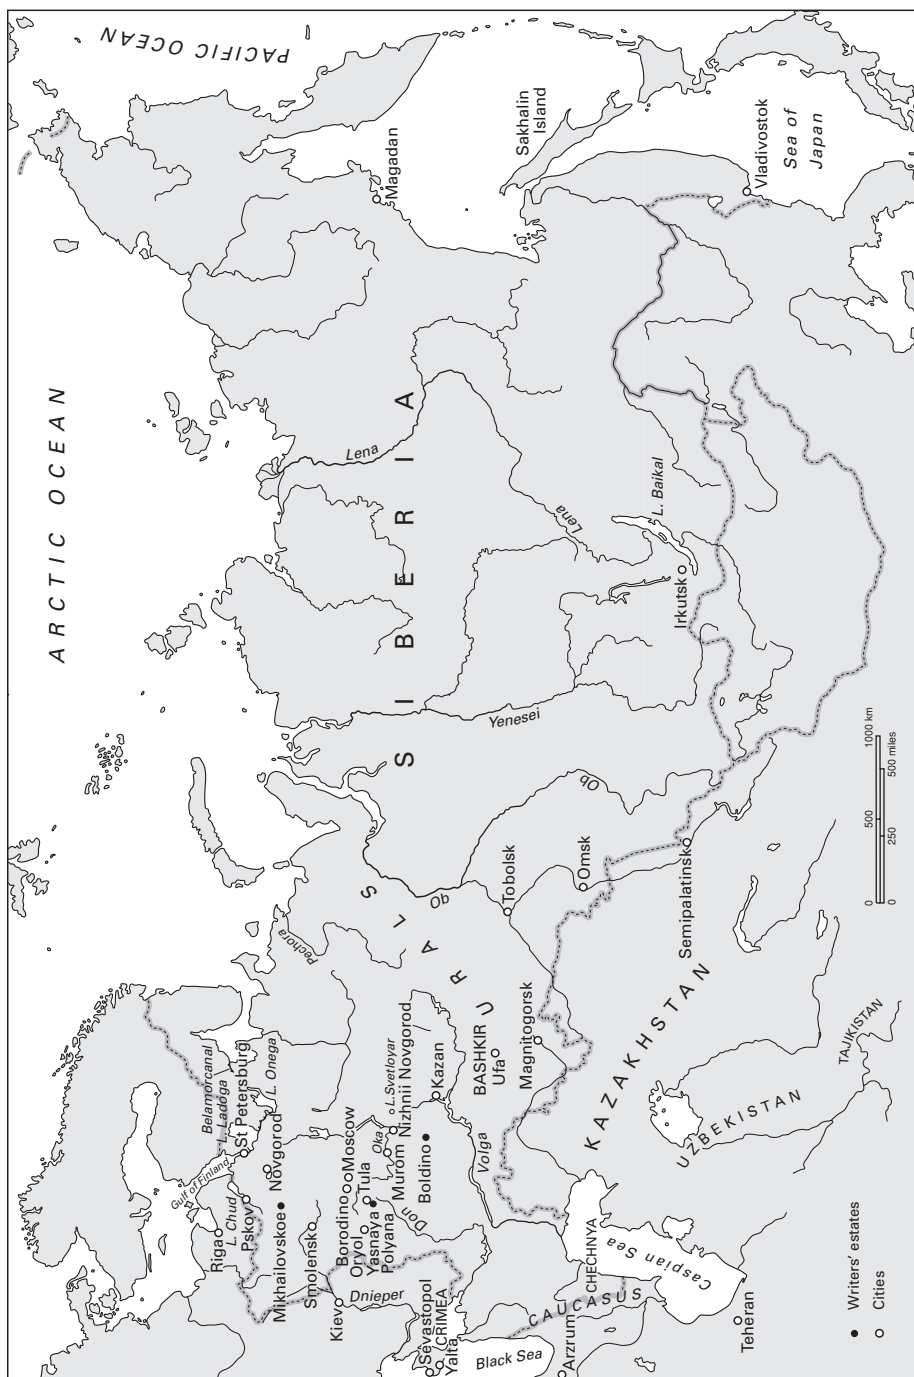 PACIFIC OCEAN
ARCTIC OCEAN
Magadan
Sakhalin
Island
Vladivostok
Sea of
Japan
SIBERIA
Lena
Lena
L. Baikal
Irkutsk
Yenesei
Ob
Ob
Tobolsk
Omsk
Semipalatinsk
URALS
Pechora
Belamorcanal
L. Ladoga
St Petersburg
L. Onega
Gulf of Finland
Novgorod
L. Chud
Pskov
Riga
Mikhailovskoe
Smolensk
Borodino
Moscow
Oryol
Tula
Yasnaya
Polyana
Oka
Murom
L.Svetloyar
Nizhnii Novgorod
Boldino
Kazan
BASHKIR
Ufa
Magnitogorsk
Volga
Don
Kiev
Dnieper
Sevastopol
CRIMEA
Yalta
Black Sea
CAUCASUS
CHECHNYA
Caspian Sea
Arzrum
Teheran
KAZAKHSTAN
UZBEKISTAN
TAJIKISTAN
0 500 1000 km
0 250 500 miles
Writers' estates
Cities